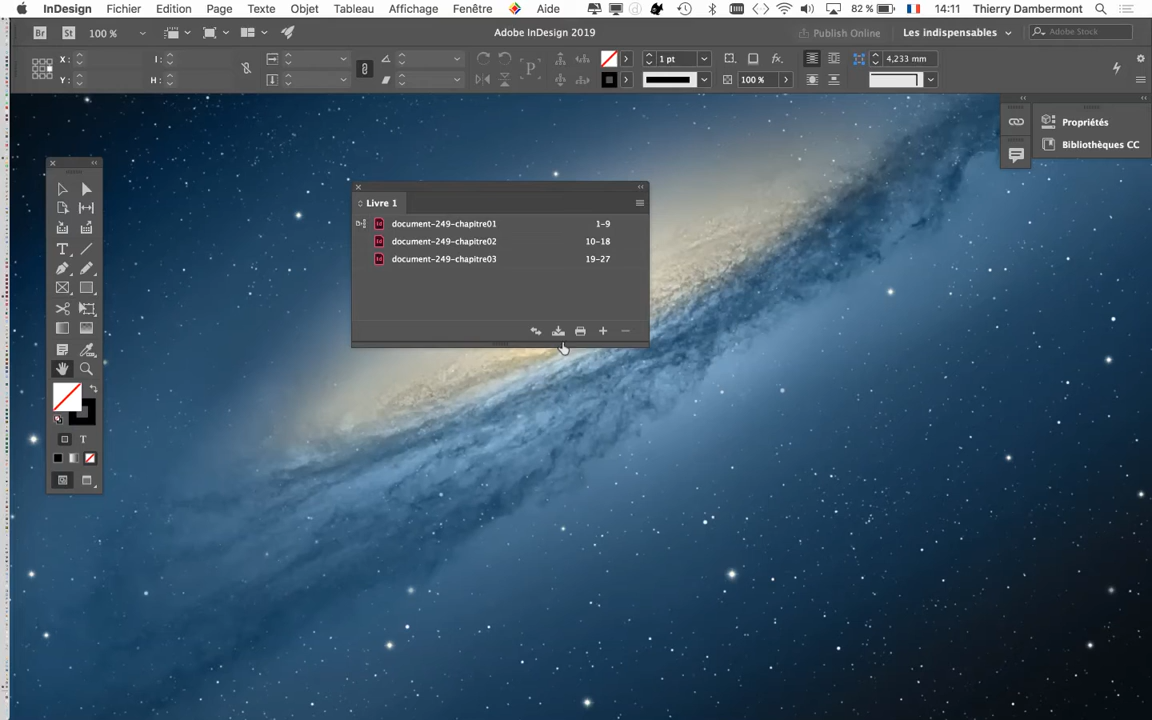 InDesign Fichier Edition Page Texte Objet Tableau Affichage Fenêtre Aide 82 % 14:11 Thierry Dambermont
Br St 100 % Adobe InDesign 2019 Publish Online Les indispensables Adobe Stock
X: I: 1 pt fx. 4,233 mm
Y: L: P 100 %
Propriétés
Bibliothèques CC
Livre 1
document-249-chapitre01 1-9
document-249-chapitre02 10-18
document-249-chapitre03 19-27
T
T